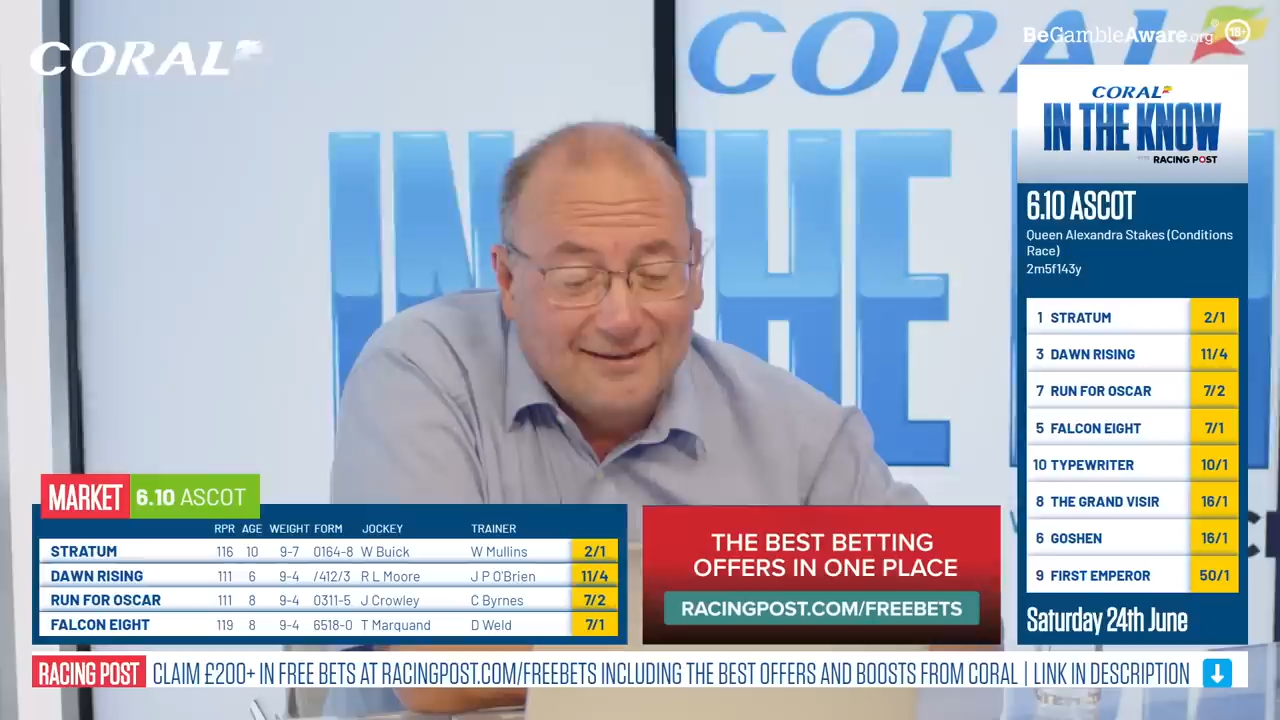 CORAL
CORAL
BeGambleAware.org 18+
IN THE
CORAL
IN THE KNOW
RACING POST
6.10 ASCOT
Queen Alexandra Stakes (Conditions
Race)
2m5f143y
1 STRATUM 2/1
3 DAWN RISING 11/4
7 RUN FOR OSCAR 7/2
5 FALCON EIGHT 7/1
10 TYPEWRITER 10/1
8 THE GRAND VISIR 16/1
6 GOSHEN 16/1
9 FIRST EMPEROR 50/1
Saturday 24th June
MARKET 6.10 ASCOT
RPR AGE WEIGHT FORM JOCKEY TRAINER
STRATUM 116 10 9-7 0164-8 W Buick W Mullins 2/1
DAWN RISING 111 6 9-4 /412/3 R L Moore J P O'Brien 11/4
RUN FOR OSCAR 111 8 9-4 0311-5 J Crowley C Byrnes 7/2
FALCON EIGHT 119 8 9-4 6518-0 T Marquand D Weld 7/1
THE BEST BETTING
OFFERS IN ONE PLACE
RACINGPOST.COM/FREEBETS
RACING POST CLAIM £200+ IN FREE BETS AT RACINGPOST.COM/FREEBETS INCLUDING THE BEST OFFERS AND BOOSTS FROM CORAL | LINK IN DESCRIPTION